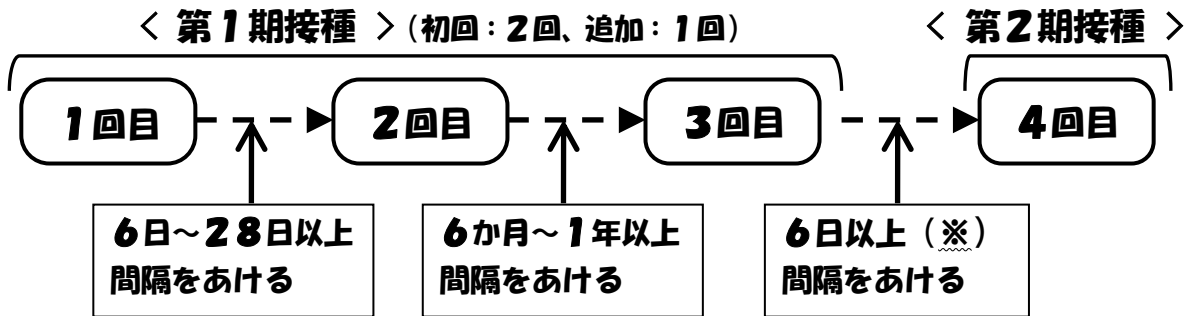 ＜ 第1期接種 ＞（初回：2回、追加：1回）
＜ 第2期接種 ＞
1回目
2回目
3回目
4回目
6日～28日以上
間隔をあける
6か月～1年以上
間隔をあける
6日以上（※）
間隔をあける